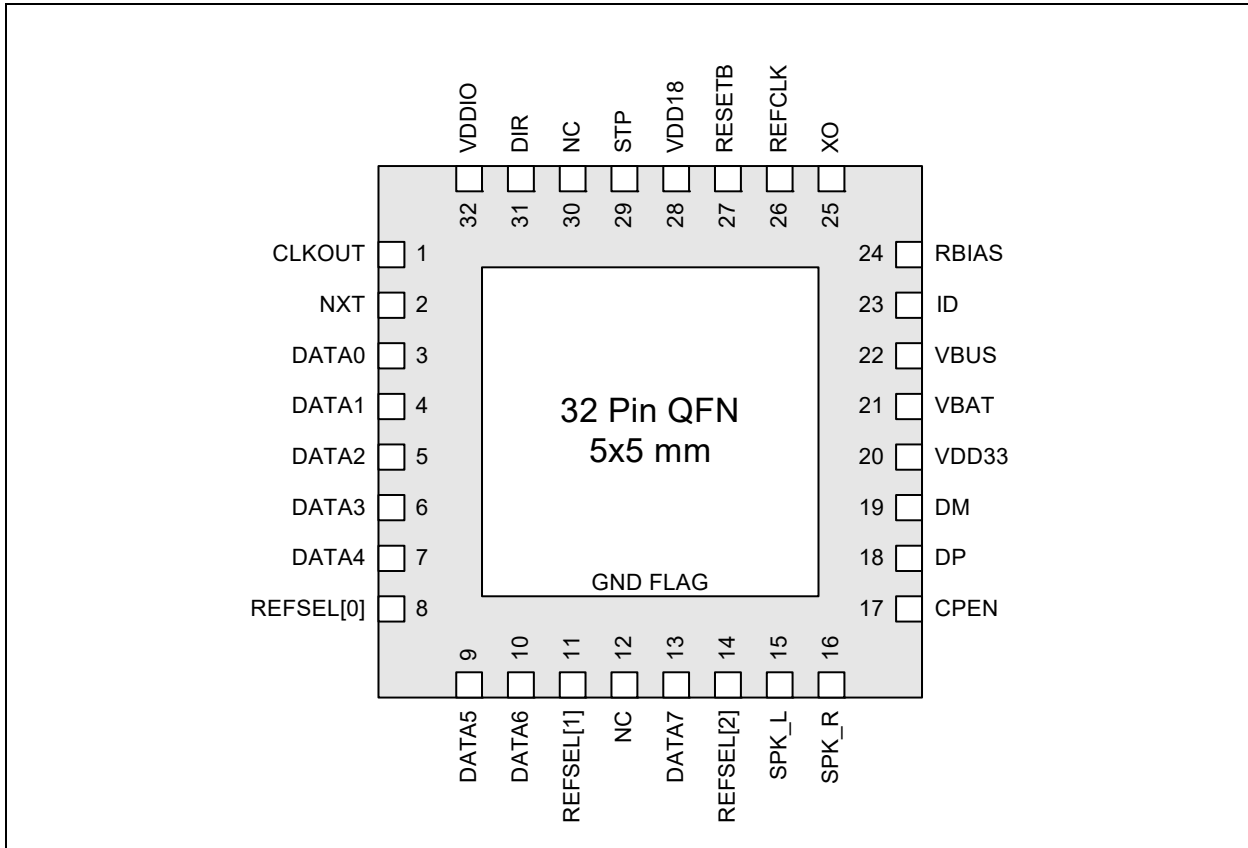 VDDIO
DIR
NC
STP
VDD18
RESETB
REFCLK
XO
32
31
30
29
28
27
26
25
CLKOUT 1
NXT 2
DATA0 3
DATA1 4
DATA2 5
DATA3 6
DATA4 7
REFSEL[0] 8
32 Pin QFN
5x5 mm
GND FLAG
24 RBIAS
23 ID
22 VBUS
21 VBAT
20 VDD33
19 DM
18 DP
17 CPEN
9
10
11
12
13
14
15
16
DATA5
DATA6
REFSEL[1]
NC
DATA7
REFSEL[2]
SPK_L
SPK_R